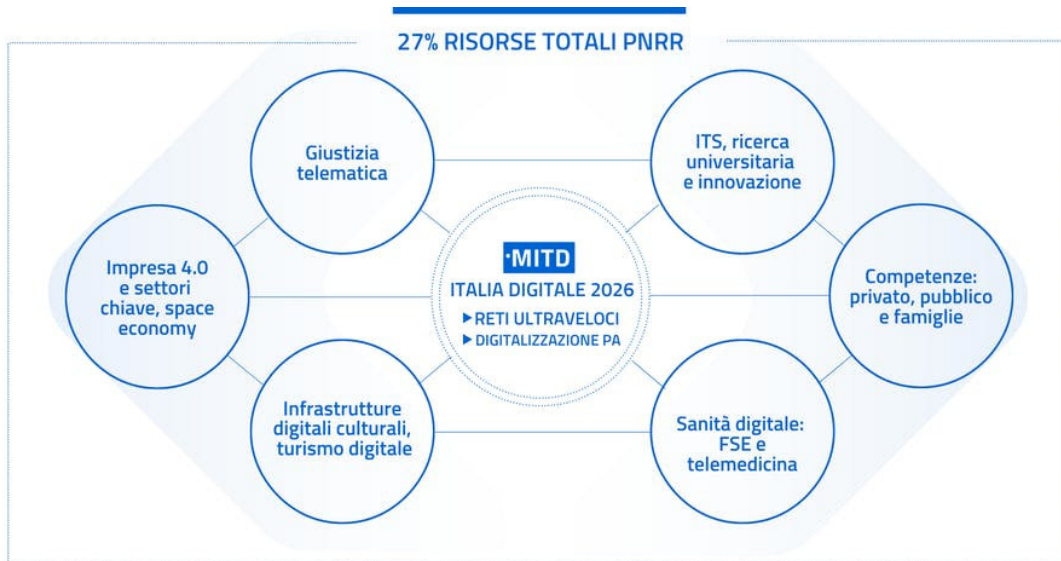 27% RISORSE TOTALI PNRR
Giustizia
telematica
ITS, ricerca
universitaria
e innovazione
Impresa 4.0
e settori
chiave, space
economy
·MITD
ITALIA DIGITALE 2026
▶ RETI ULTRAVELOCI
▶ DIGITALIZZAZIONE PA
Competenze:
privato, pubblico
e famiglie
Infrastrutture
digitali culturali,
turismo digitale
Sanità digitale:
FSE e
telemedicina